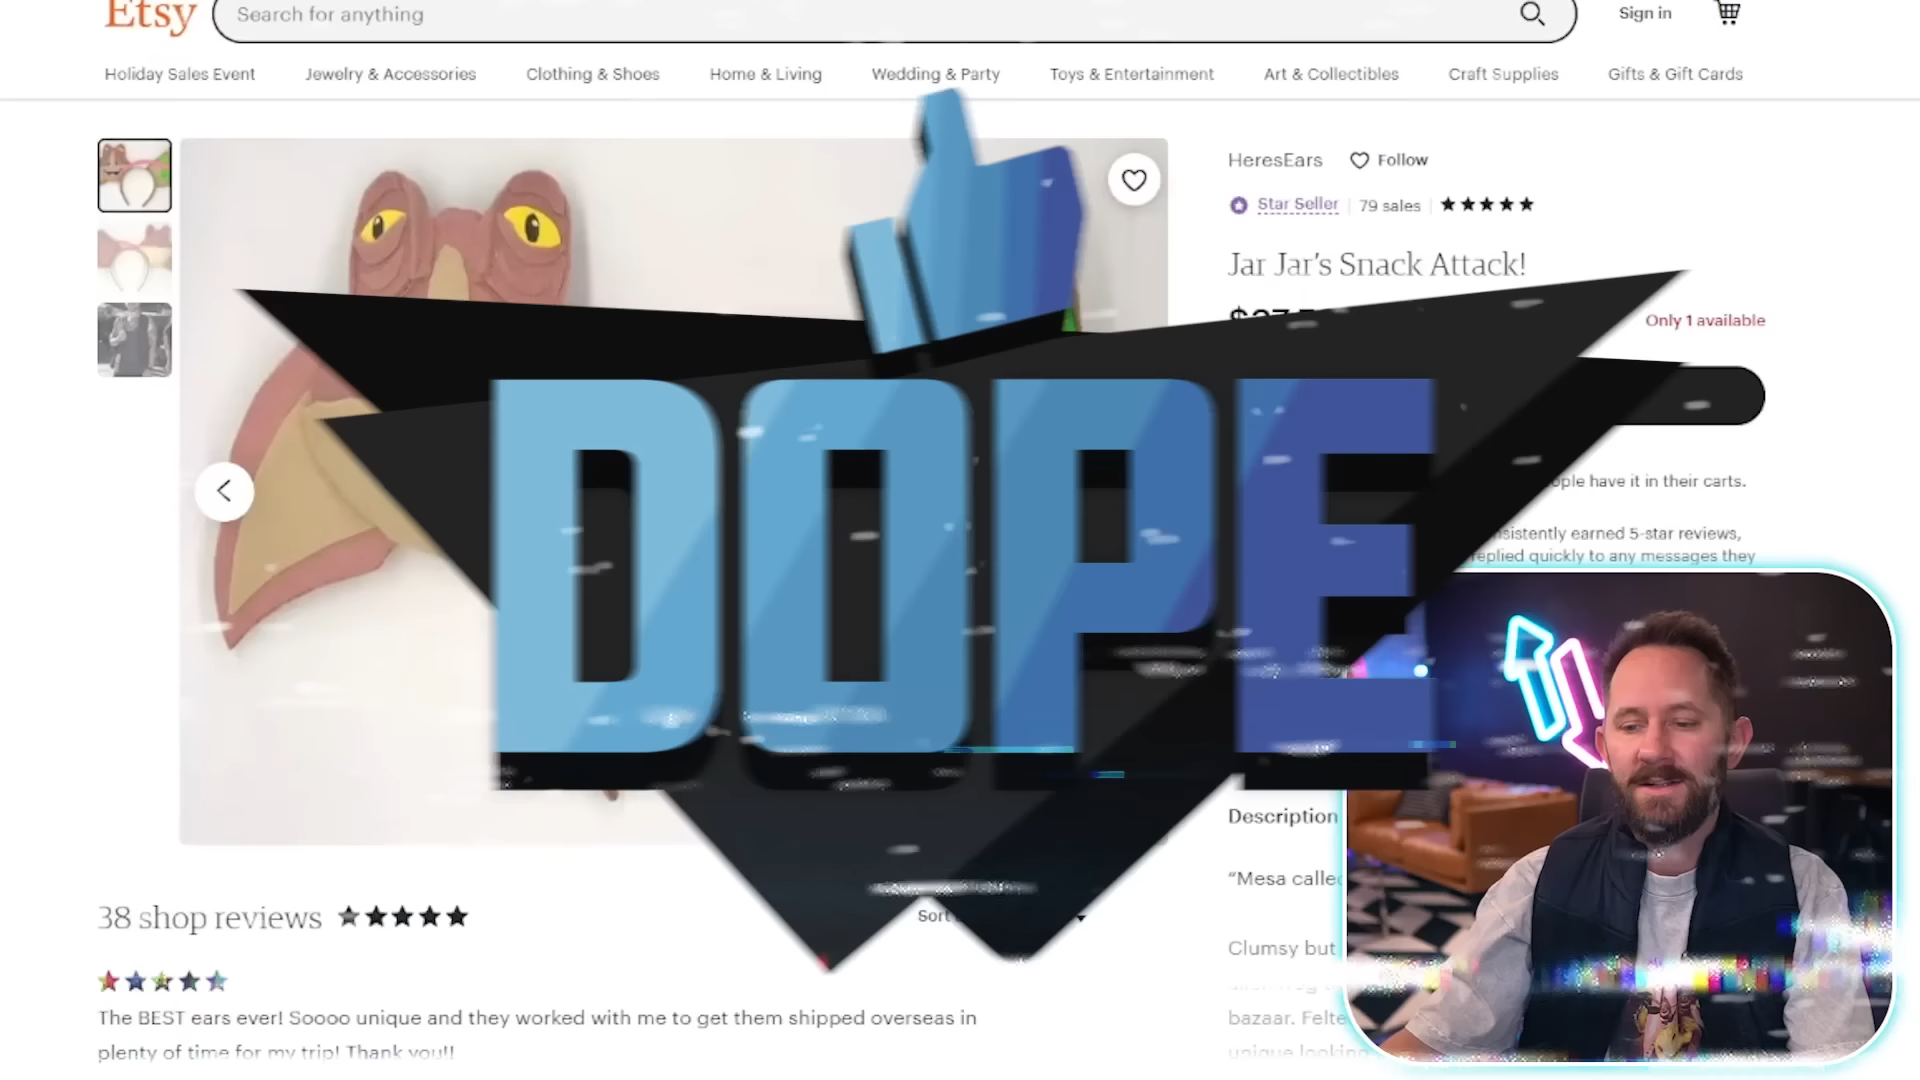 Etsy
Search for anything
Sign in
Holiday Sales Event
Jewelry & Accessories
Clothing & Shoes
Home & Living
Wedding & Party
Toys & Entertainment
Art & Collectibles
Craft Supplies
Gifts & Gift Cards
HeresEars
Follow
Star Seller
79 sales
Jar Jar's Snack Attack!
Only 1 available
DOPE
have it in their carts.
earned 5-star reviews,
replied quickly to any messages they
Description
"Mesa
38 shop reviews
Sort
Clumsy but
The BEST ears ever! Soooo unique and they worked with me to get them shipped overseas in
bazaar.
plenty of time for my trip! Thank you!!
unique looking